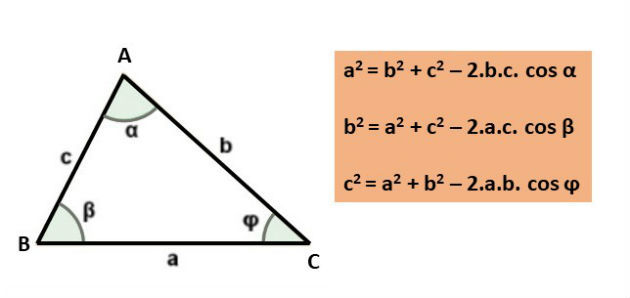 A
α
c
b
β
φ
B
a
C
a² = b² + c² – 2.b.c. cos α
b² = a² + c² – 2.a.c. cos β
c² = a² + b² – 2.a.b. cos φ